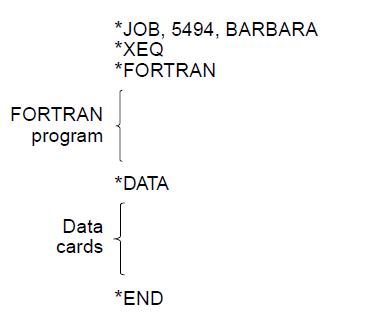 *JOB, 5494, BARBARA
*XEQ
*FORTRAN
FORTRAN
program
*DATA
Data
cards
*END